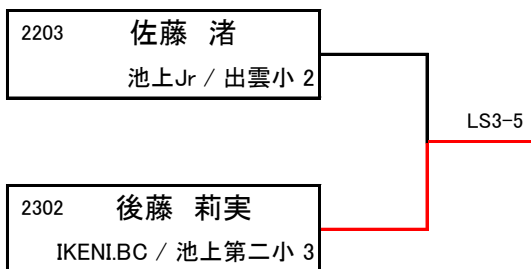 2203 佐藤 渚
池上Jr / 出雲小 2
LS3-5
2302 後藤 莉実
IKENI.BC / 池上第二小 3